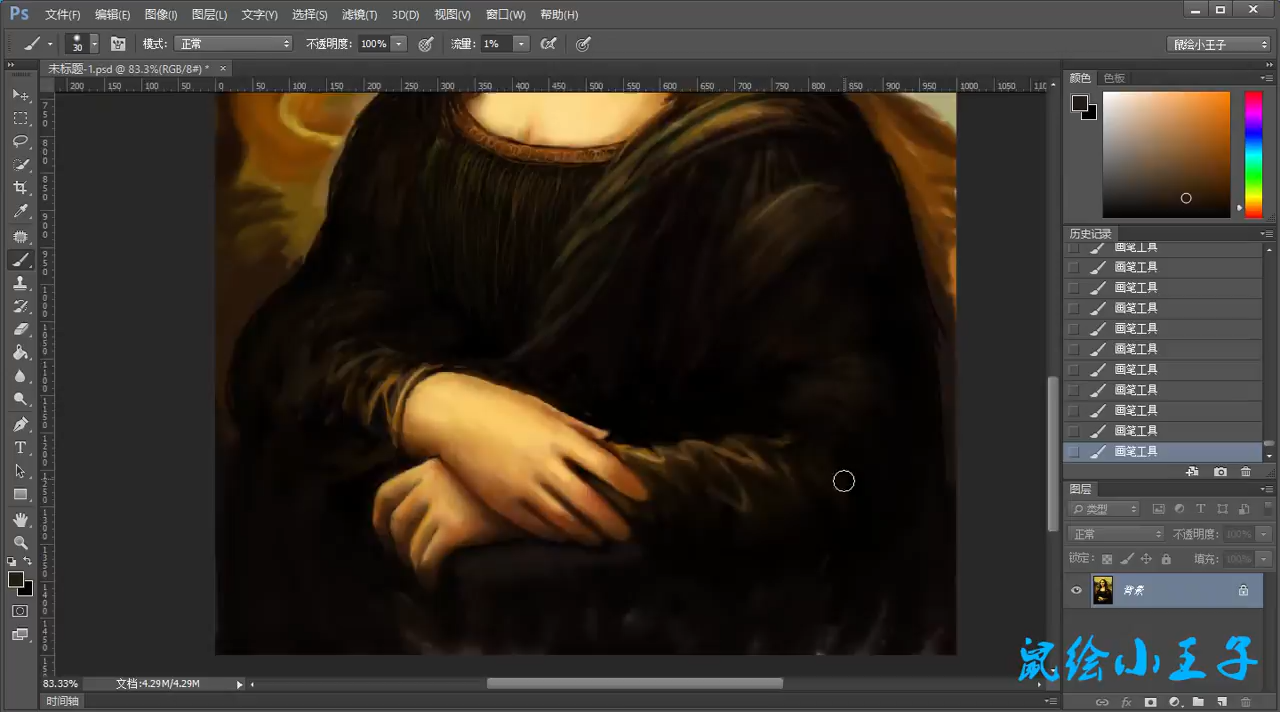 Ps 文件(F) 编辑(E) 图像(I) 图层(L) 文字(Y) 选择(S) 滤镜(T) 3D(D) 视图(V) 窗口(W) 帮助(H)
30 模式: 正常 不透明度: 100% 流量: 1% 鼠绘小王子
未标题-1.psd @ 83.3%(RGB/8#) * ×
200 150 100 50 0 50 100 150 200 250 300 350 400 450 500 550 600 650 700 750 800 850 900 950 1000 1050
颜色 色板
历史记录
画笔工具
画笔工具
画笔工具
画笔工具
画笔工具
画笔工具
画笔工具
画笔工具
画笔工具
画笔工具
画笔工具
图层
类型
正常 不透明度: 100%
锁定: 填充: 100%
背景
鼠绘小王子
83.33% 文档:4.29M/4.29M
时间轴